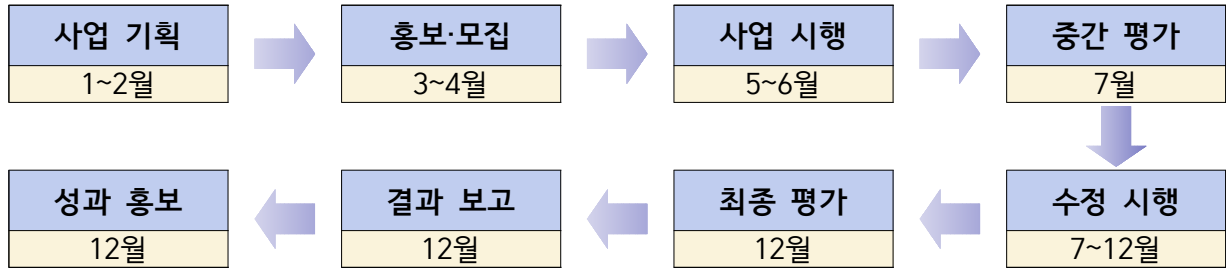 사업 기획
1~2월
홍보·모집
3~4월
사업 시행
5~6월
중간 평가
7월
수정 시행
7~12월
최종 평가
12월
결과 보고
12월
성과 홍보
12월